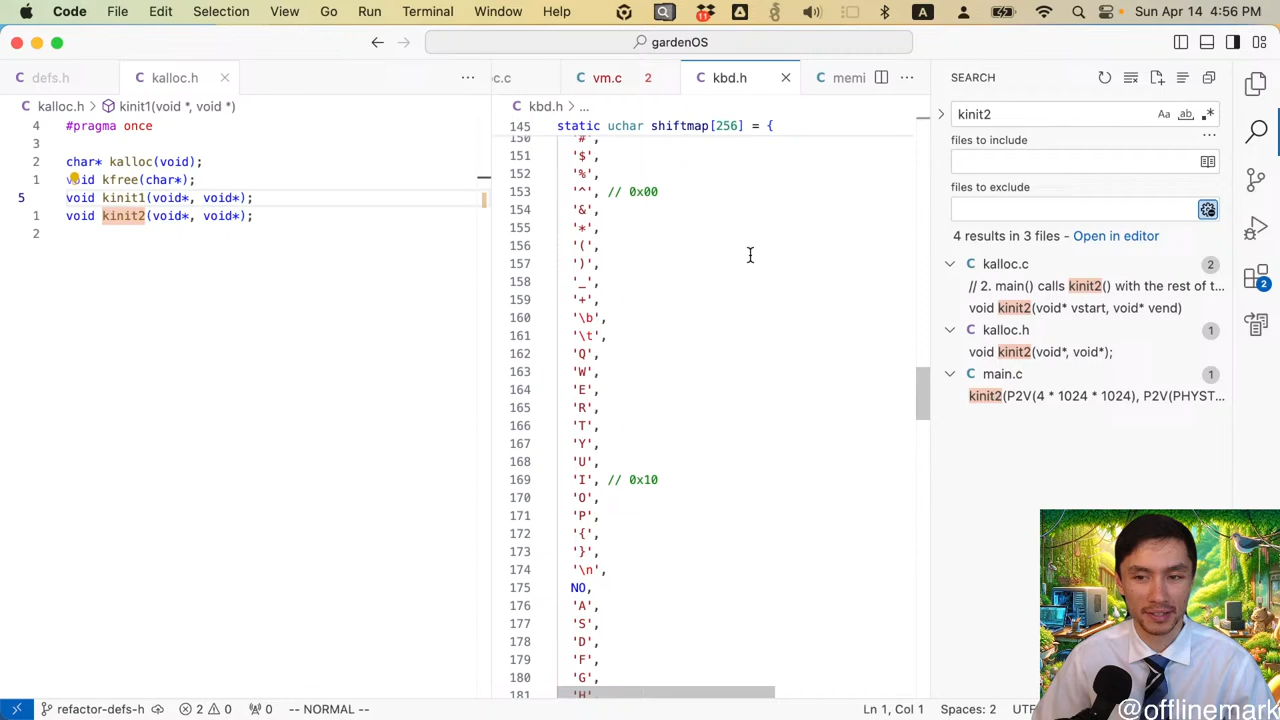 Code File Edit Selection View Go Run Terminal Window Help
11
A
Sun Apr 14 4:56 PM
gardenOS
C defs.h
C kalloc.h
c.c
C vm.c 2
C kbd.h
C memi
C kalloc.h > kinit1(void *, void *)
C kbd.h > ...
4 #pragma once
3
2 char* kalloc(void);
1 void kfree(char*);
5 void kinit1(void*, void*);
1 void kinit2(void*, void*);
2
145 static uchar shiftmap[256] = {
150 '#',
151 '$',
152 '%',
153 '^', // 0x00
154 '&',
155 '*',
156 '(',
157 ')',
158 '_',
159 '+',
160 '\b',
161 '\t',
162 'Q',
163 'W',
164 'E',
165 'R',
166 'T',
167 'Y',
168 'U',
169 'I', // 0x10
170 'O',
171 'P',
172 '{',
173 '}',
174 '\n',
175 NO,
176 'A',
177 'S',
178 'D',
179 'F',
180 'G',
181 'H',
SEARCH
kinit2
Aa ab .*
files to include
files to exclude
4 results in 3 files - Open in editor
C kalloc.c 2
// 2. main() calls kinit2() with the rest of t...
void kinit2(void* vstart, void* vend)
C kalloc.h 1
void kinit2(void*, void*);
C main.c 1
kinit2(P2V(4 * 1024 * 1024), P2V(PHYST...
2
refactor-defs-h 2 0 0 -- NORMAL --
Ln 1, Col 1 Spaces: 2 UTF
@offlinemark